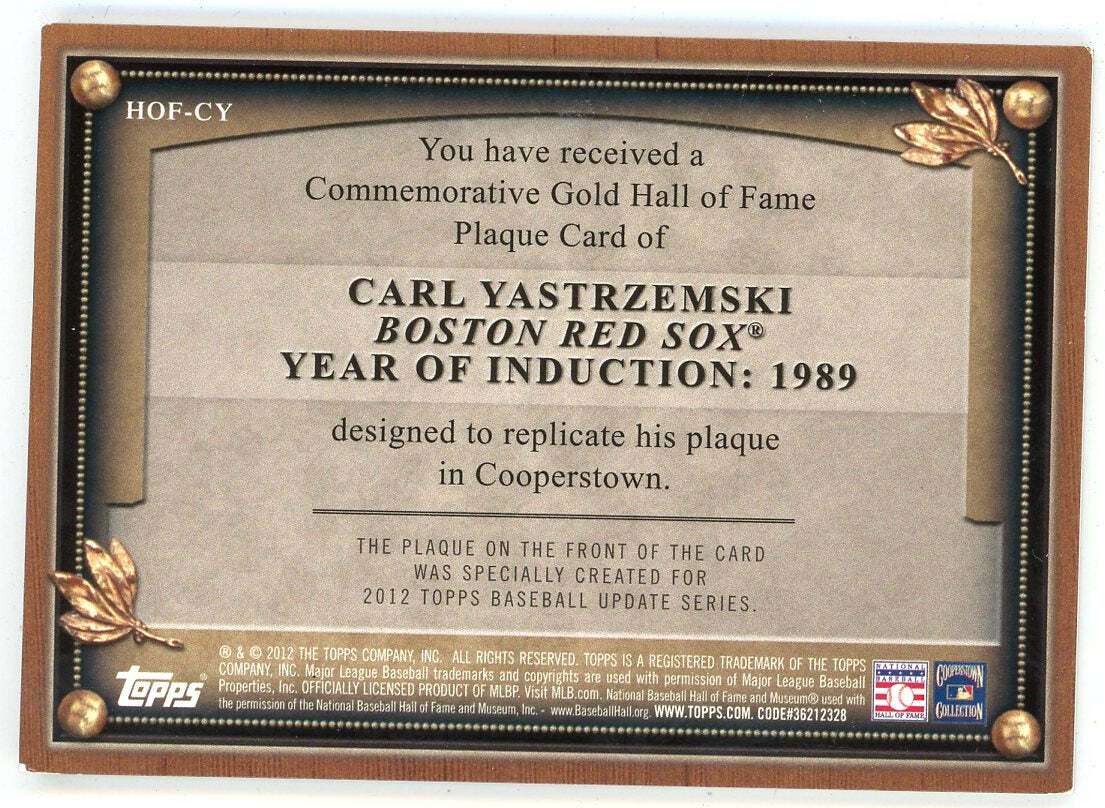 HOF-CY
You have received a
Commemorative Gold Hall of Fame
Plaque Card of
CARL YASTRZEMSKI
BOSTON RED SOX®
YEAR OF INDUCTION: 1989
designed to replicate his plaque
in Cooperstown.
THE PLAQUE ON THE FRONT OF THE CARD
WAS SPECIALLY CREATED FOR
2012 TOPPS BASEBALL UPDATE SERIES.
® & © 2012 THE TOPPS COMPANY, INC. ALL RIGHTS RESERVED. TOPPS IS A REGISTERED TRADEMARK OF THE TOPPS
COMPANY, INC. Major League Baseball trademarks and copyrights are used with permission of Major League Baseball
Properties, Inc. OFFICIALLY LICENSED PRODUCT OF MLBP. Visit MLB.com. National Baseball Hall of Fame and Museum® used with
the permission of the National Baseball Hall of Fame and Museum, Inc. - www.BaseballHall.org. WWW.TOPPS.COM. CODE#36212328
topps®
NATIONAL
BASEBALL
HALL OF FAME
COOPERSTOWN
COLLECTION